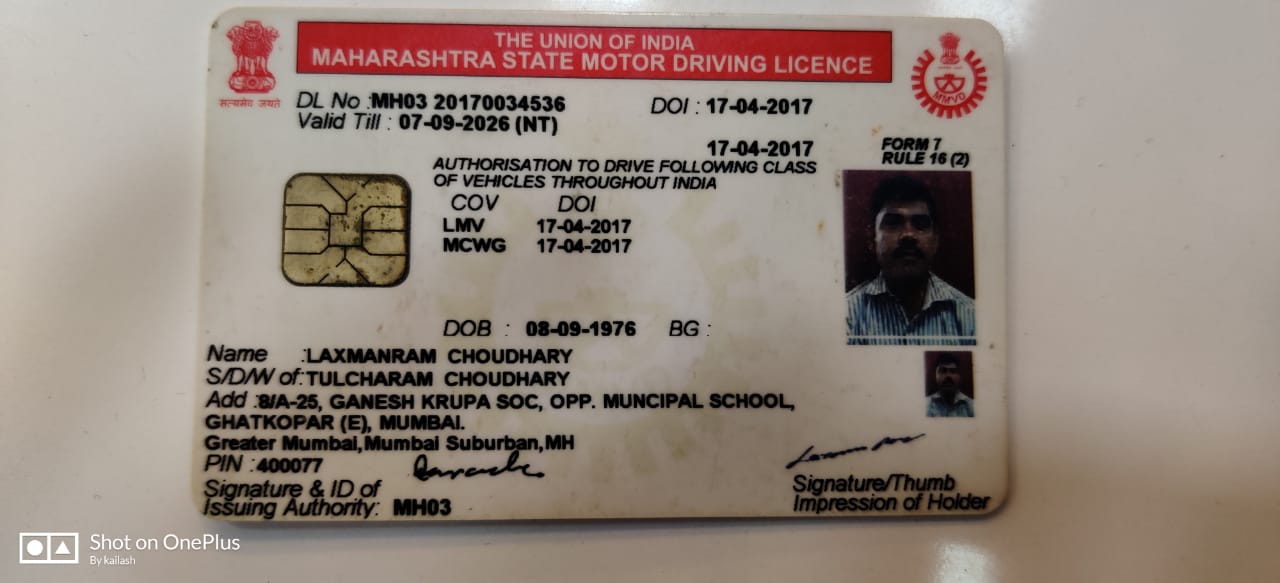 THE UNION OF INDIA
MAHARASHTRA STATE MOTOR DRIVING LICENCE
सत्यमेव जयते
MMVD
DL No : MH03 20170034536 DOI : 17-04-2017
Valid Till : 07-09-2026 (NT)
17-04-2017
FORM 7
RULE 16 (2)
AUTHORISATION TO DRIVE FOLLOWING CLASS
OF VEHICLES THROUGHOUT INDIA
COV DOI
LMV 17-04-2017
MCWG 17-04-2017
DOB : 08-09-1976 BG :
Name : LAXMANRAM CHOUDHARY
S/D/W of: TULCHARAM CHOUDHARY
Add : 8/A-25, GANESH KRUPA SOC, OPP. MUNCIPAL SCHOOL,
GHATKOPAR (E), MUMBAI.
Greater Mumbai,Mumbai Suburban,MH
PIN : 400077
Signature & ID of
Issuing Authority: MH03
Signature/Thumb
Impression of Holder
Shot on OnePlus
By kailash